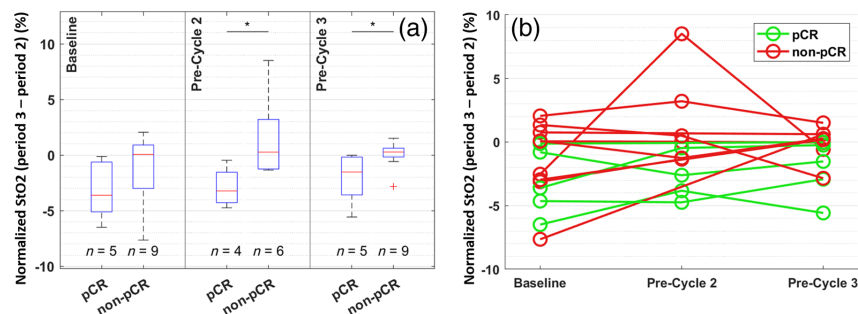 Normalized StO2 (period 3 – period 2) (%)
10
5
0
-5
-10
Baseline
Pre-Cycle 2
Pre-Cycle 3
*
*
(a)
n = 5
n = 9
n = 4
n = 6
n = 5
n = 9
pCR
non-pCR
pCR
non-pCR
pCR
non-pCR
Normalized StO2 (period 3 – period 2) (%)
10
5
0
-5
-10
(b)
pCR
non-pCR
Baseline
Pre-Cycle 2
Pre-Cycle 3